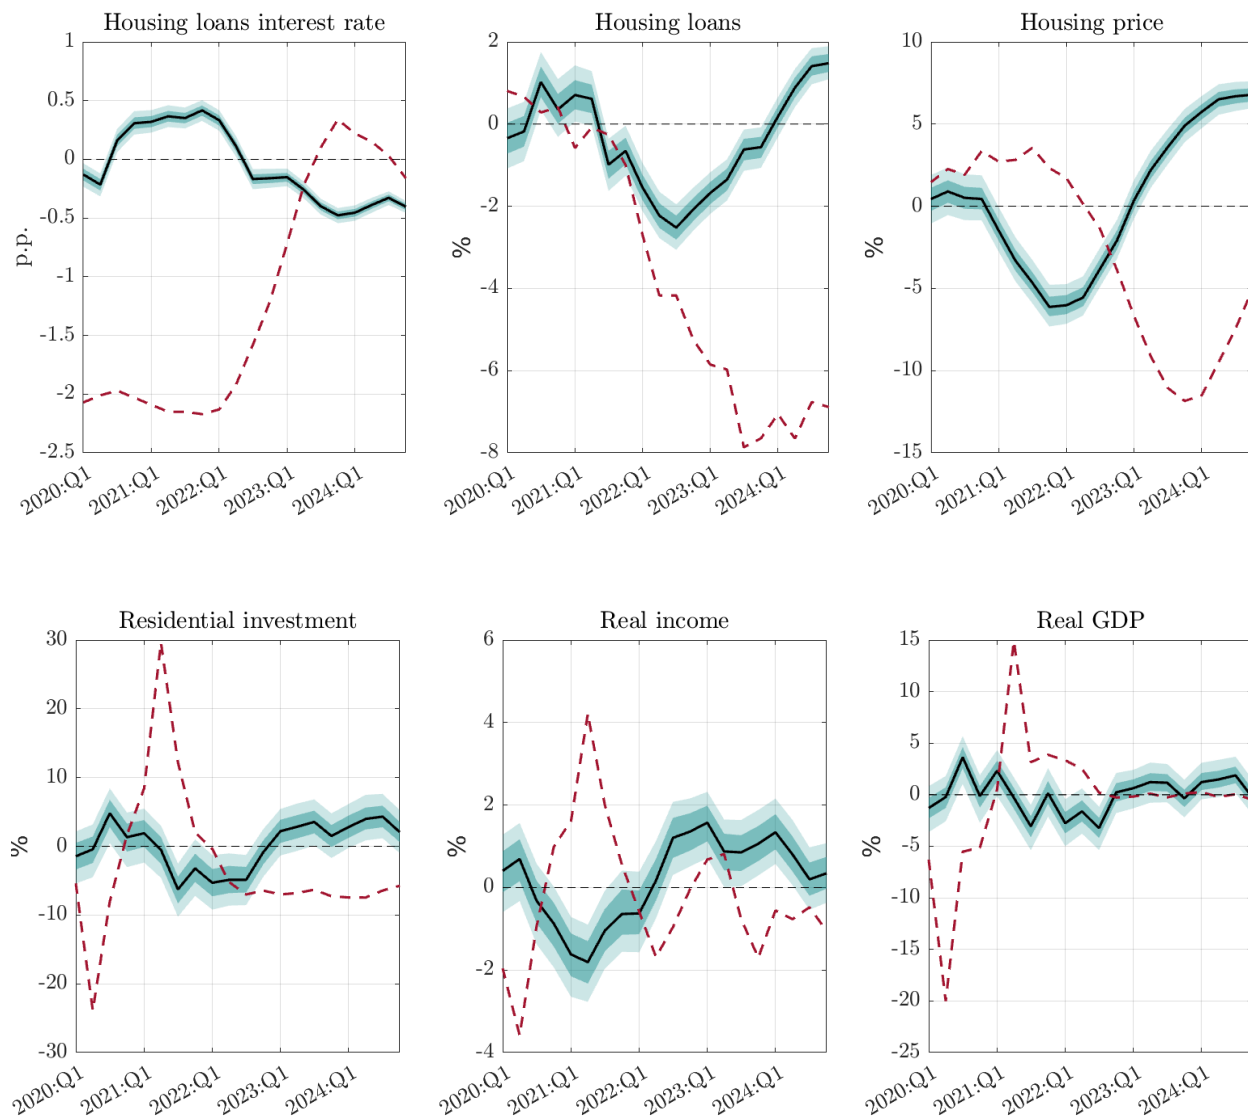 Housing loans interest rate
1
0.5
0
-0.5
-1
-1.5
-2
-2.5
p.p.
2020:Q1
2021:Q1
2022:Q1
2023:Q1
2024:Q1
Housing loans
2
0
-2
-4
-6
-8
%
2020:Q1
2021:Q1
2022:Q1
2023:Q1
2024:Q1
Housing price
10
5
0
-5
-10
-15
%
2020:Q1
2021:Q1
2022:Q1
2023:Q1
2024:Q1
Residential investment
30
20
10
0
-10
-20
-30
%
2020:Q1
2021:Q1
2022:Q1
2023:Q1
2024:Q1
Real income
6
4
2
0
-2
-4
%
2020:Q1
2021:Q1
2022:Q1
2023:Q1
2024:Q1
Real GDP
15
10
5
0
-5
-10
-15
-20
-25
%
2020:Q1
2021:Q1
2022:Q1
2023:Q1
2024:Q1